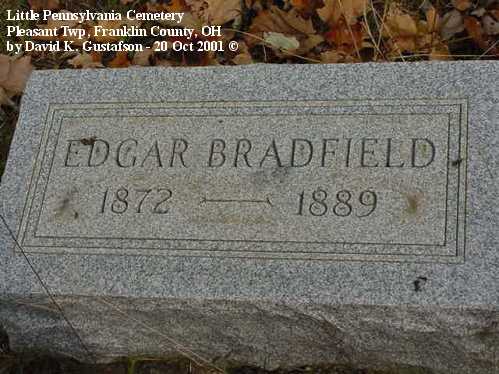 Little Pennsylvania Cemetery
Pleasant Twp, Franklin County, OH
by David K. Gustafson - 20 Oct 2001 ©
EDGAR BRADFIELD
1872 — 1889